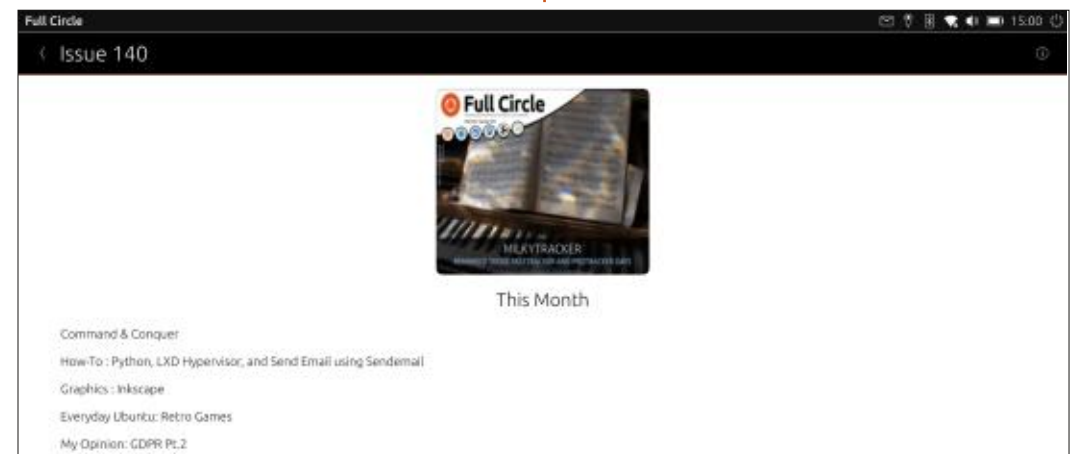 Full Circle
15:00
Issue 140
Full Circle
MILKYTRACKER
This Month
Command & Conquer
How-To : Python, LXD Hypervisor, and Send Email using Sendemail
Graphics : Inkscape
Everyday Ubuntu: Retro Games
My Opinion: GDPR Pt.2